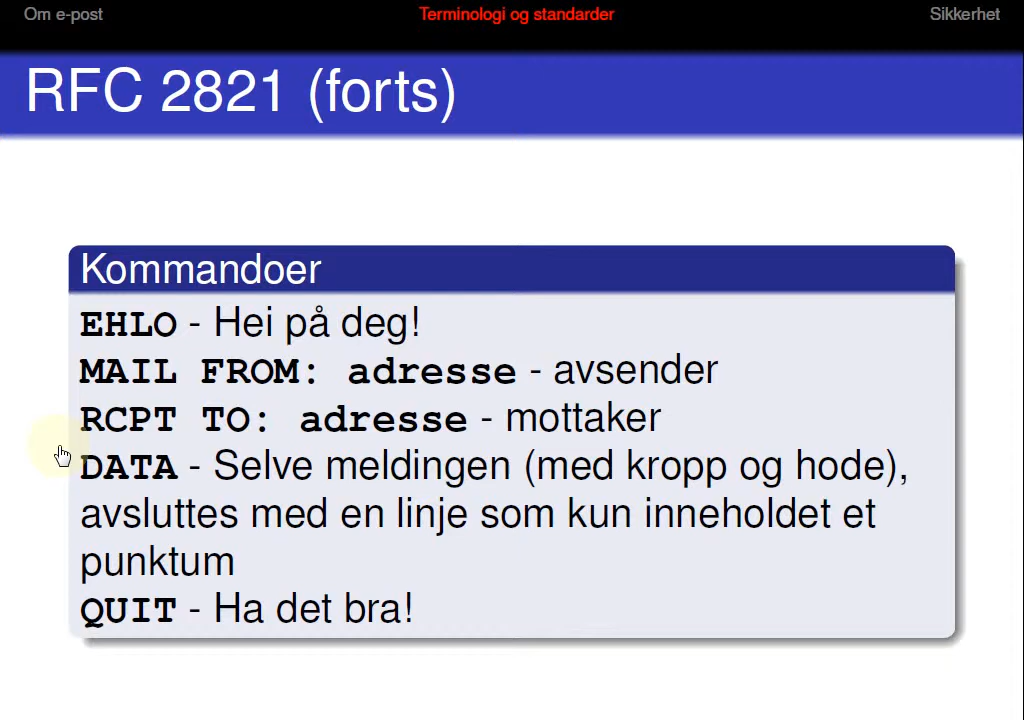 Om e-post
Terminologi og standarder
Sikkerhet
RFC 2821 (forts)
Kommandoer
EHLO - Hei på deg!
MAIL FROM: adresse - avsender
RCPT TO: adresse - mottaker
DATA - Selve meldingen (med kropp og hode),
avsluttes med en linje som kun inneholdet et
punktum
QUIT - Ha det bra!